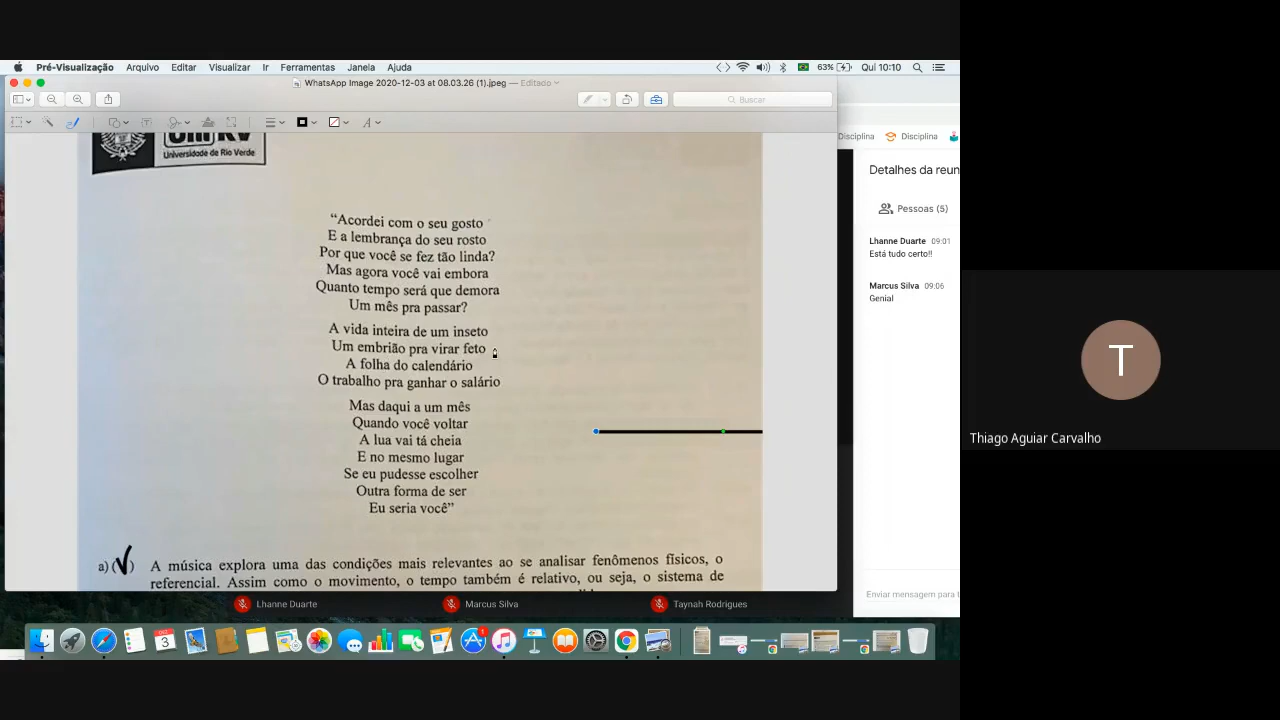 Pré-Visualização Arquivo Editar Visualizar Ir Ferramentas Janela Ajuda 63% Qui 10:10
WhatsApp Image 2020-12-03 at 08.03.26 (1).jpeg — Editado
Buscar
UniRV
Universidade de Rio Verde
“Acordei com o seu gosto
E a lembrança do seu rosto
Por que você se fez tão linda?
Mas agora você vai embora
Quanto tempo será que demora
Um mês pra passar?
A vida inteira de um inseto
Um embrião pra virar feto
A folha do calendário
O trabalho pra ganhar o salário
Mas daqui a um mês
Quando você voltar
A lua vai tá cheia
E no mesmo lugar
Se eu pudesse escolher
Outra forma de ser
Eu seria você”
a) (V) A música explora uma das condições mais relevantes ao se analisar fenômenos físicos, o
referencial. Assim como o movimento, o tempo também é relativo, ou seja, o sistema de
Disciplina Disciplina
Detalhes da reun
Pessoas (5)
Lhanne Duarte 09:01
Está tudo certo!!
Marcus Silva 09:06
Genial
Enviar mensagem para t
Lhanne Duarte
Marcus Silva
Taynah Rodrigues
DEZ
3
1
T
Thiago Aguiar Carvalho